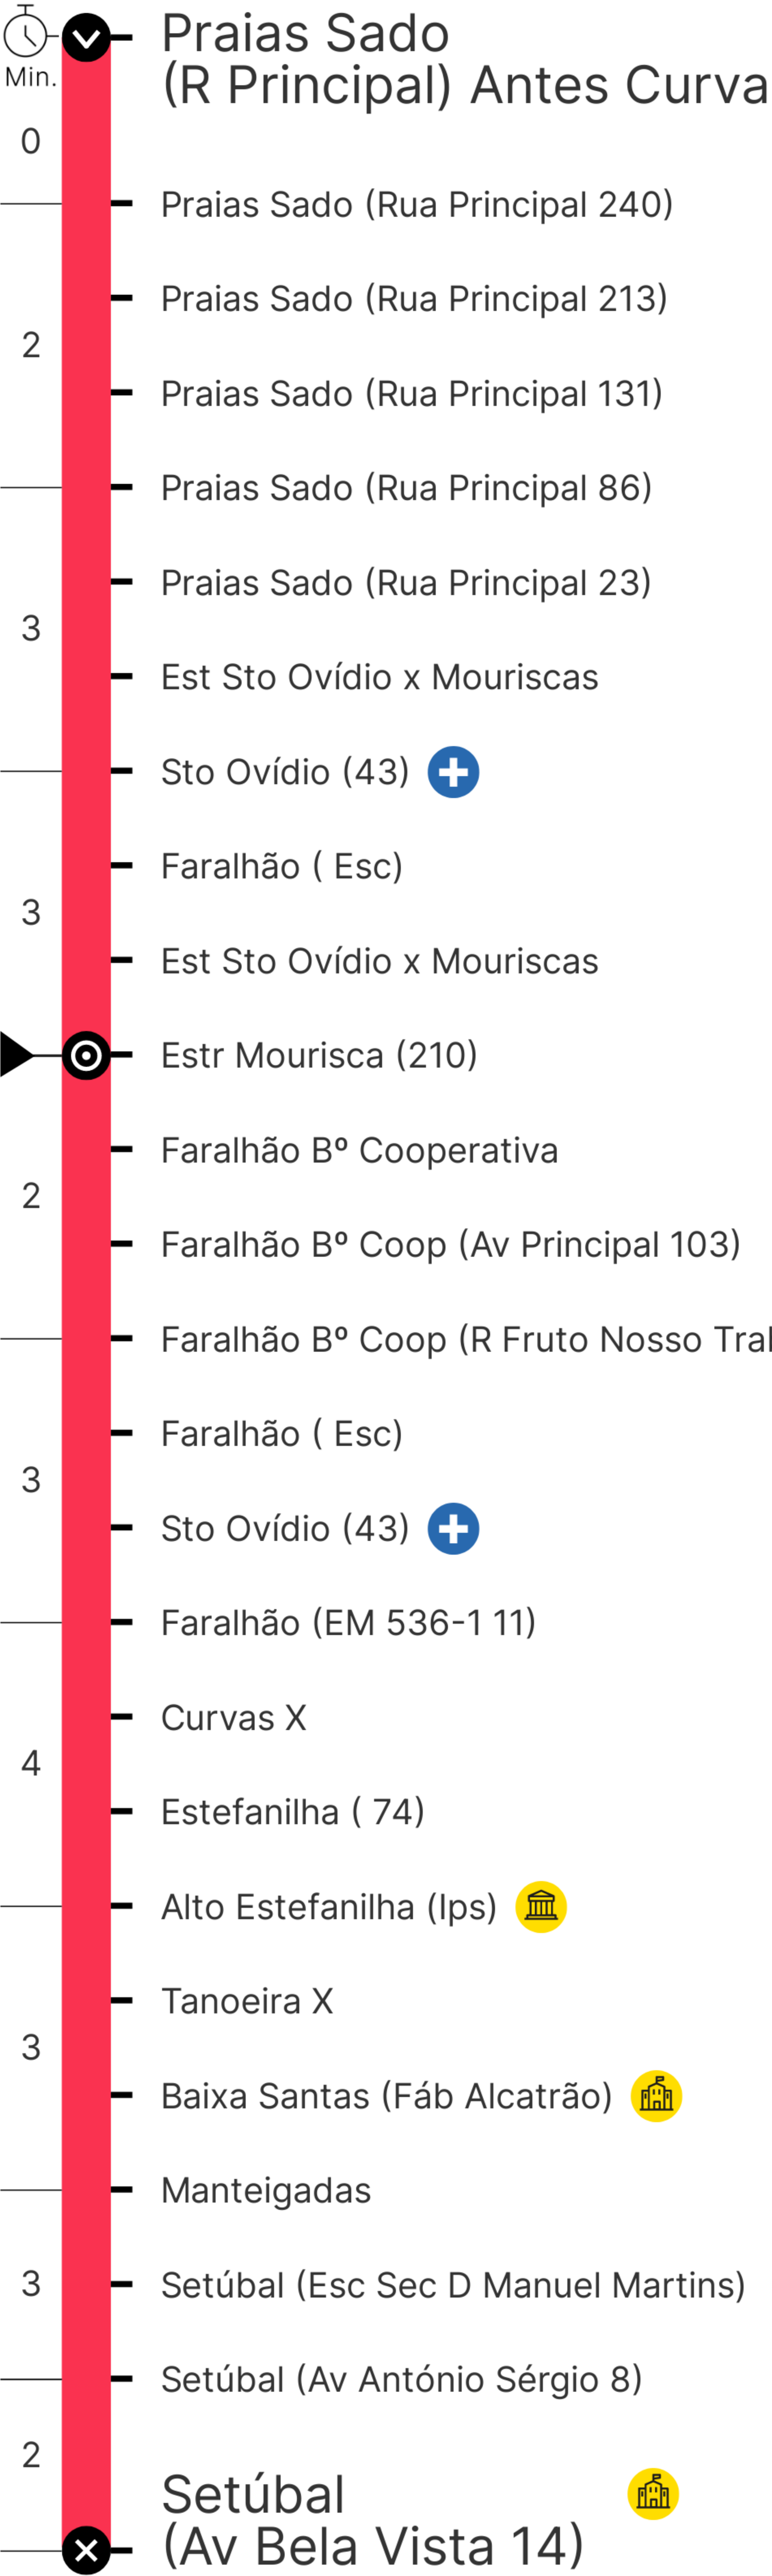 Praias Sado
(R Principal) Antes Curva
Min.
0
Praias Sado (Rua Principal 240)
Praias Sado (Rua Principal 213)
2
Praias Sado (Rua Principal 131)
Praias Sado (Rua Principal 86)
Praias Sado (Rua Principal 23)
3
Est Sto Ovídio x Mouriscas
Sto Ovídio (43)
Faralhão ( Esc)
3
Est Sto Ovídio x Mouriscas
Estr Mourisca (210)
Faralhão Bº Cooperativa
2
Faralhão Bº Coop (Av Principal 103)
Faralhão Bº Coop (R Fruto Nosso
Faralhão ( Esc)
3
Sto Ovídio (43)
Faralhão (EM 536-1 11)
Curvas X
4
Estefanilha ( 74)
Alto Estefanilha (Ips)
Tanoeira X
3
Baixa Santas (Fáb Alcatrão)
Manteigadas
3
Setúbal (Esc Sec D Manuel Martins)
Setúbal (Av António Sérgio 8)
2
Setúbal
(Av Bela Vista 14)